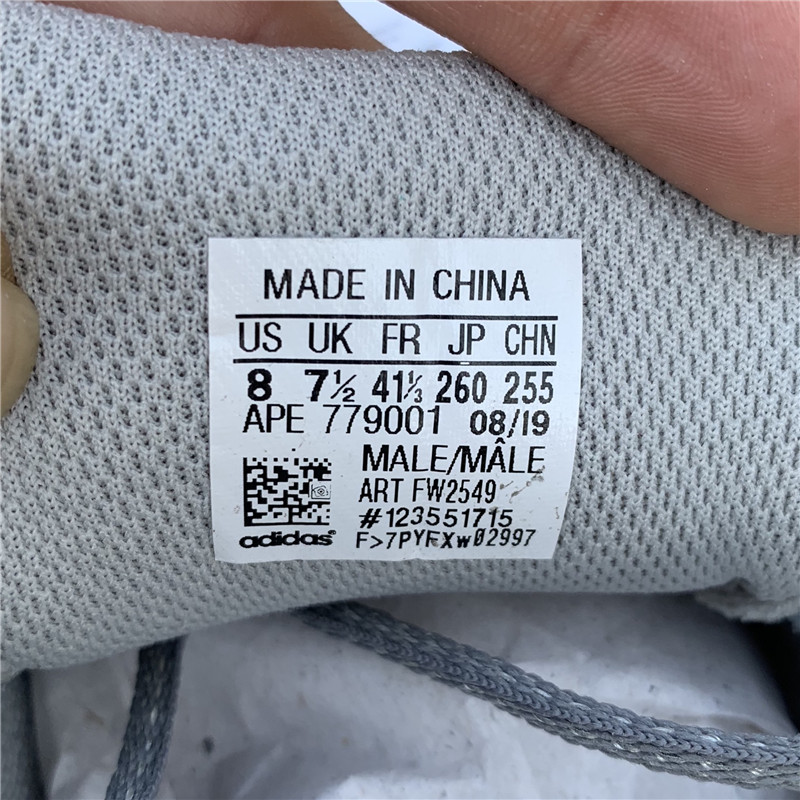 MADE IN CHINA
US UK FR JP CHN
8 7½ 41⅓ 260 255
APE 779001 08/19
MALE/MÂLE
ART FW2549
#123551715
adidas® F>7PYFXw02997